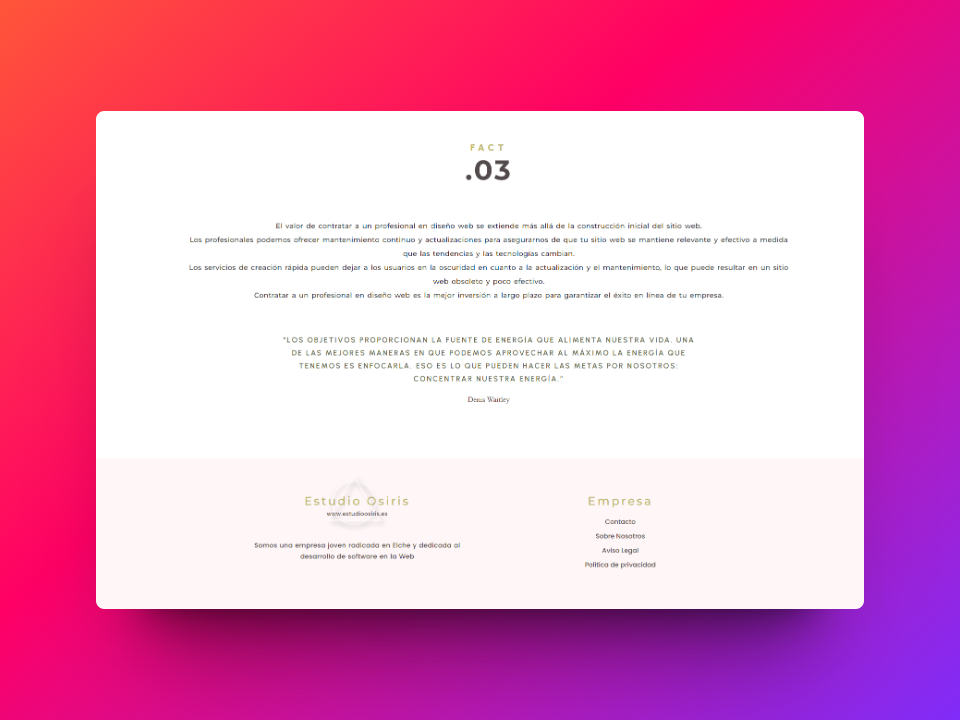 FACT
.03
El valor de contratar a un profesional en diseño web se extiende más allá de la construcción inicial del sitio web.
Los profesionales podemos ofrecer mantenimiento continuo y actualizaciones para asegurarnos de que tu sitio web se mantiene relevante y efectivo a medida
que las tendencias y las tecnologías cambian.
Los servicios de creación rápida pueden dejar a los usuarios en la oscuridad en cuanto a la actualización y el mantenimiento, lo que puede resultar en un sitio
web obsoleto y poco efectivo.
Contratar a un profesional en diseño web es la mejor inversión a largo plazo para garantizar el éxito en línea de tu empresa.
"LOS OBJETIVOS PROPORCIONAN LA FUENTE DE ENERGÍA QUE ALIMENTA NUESTRA VIDA. UNA
DE LAS MEJORES MANERAS EN QUE PODEMOS APROVECHAR AL MÁXIMO LA ENERGÍA QUE
TENEMOS ES ENFOCARLA. ESO ES LO QUE PUEDEN HACER LAS METAS POR NOSOTROS:
CONCENTRAR NUESTRA ENERGÍA."
Denis Waitley
Estudio Osiris
www.estudioosiris.es
Somos una empresa joven radicada en Elche y dedicada al
desarrollo de software en la Web
Empresa
Contacto
Sobre Nosotros
Aviso Legal
Política de privacidad